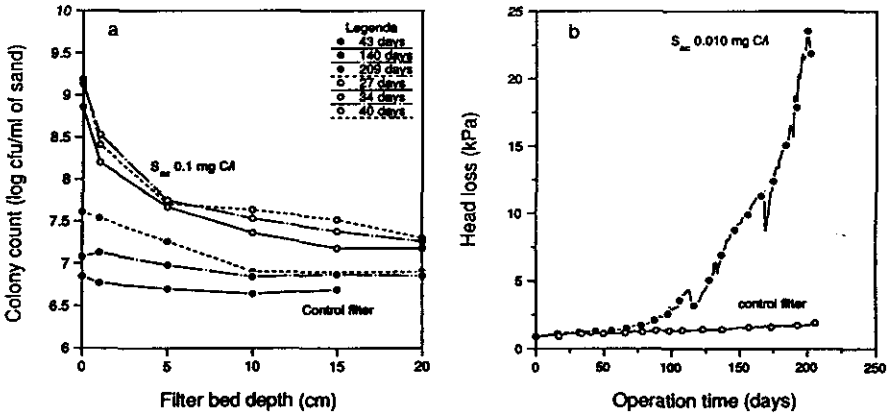 a
Legenda
43 days
140 days
209 days
27 days
34 days
40 days
S_ac 0.1 mg C/l
Control filter
Colony count (log cfu/ml of sand)
10
9.5
9
8.5
8
7.5
7
6.5
6
0
5
10
15
20
Filter bed depth (cm)
b
S_ac 0.010 mg C/l
control filter
Head loss (kPa)
25
20
15
10
5
0
0
50
100
150
200
250
Operation time (days)